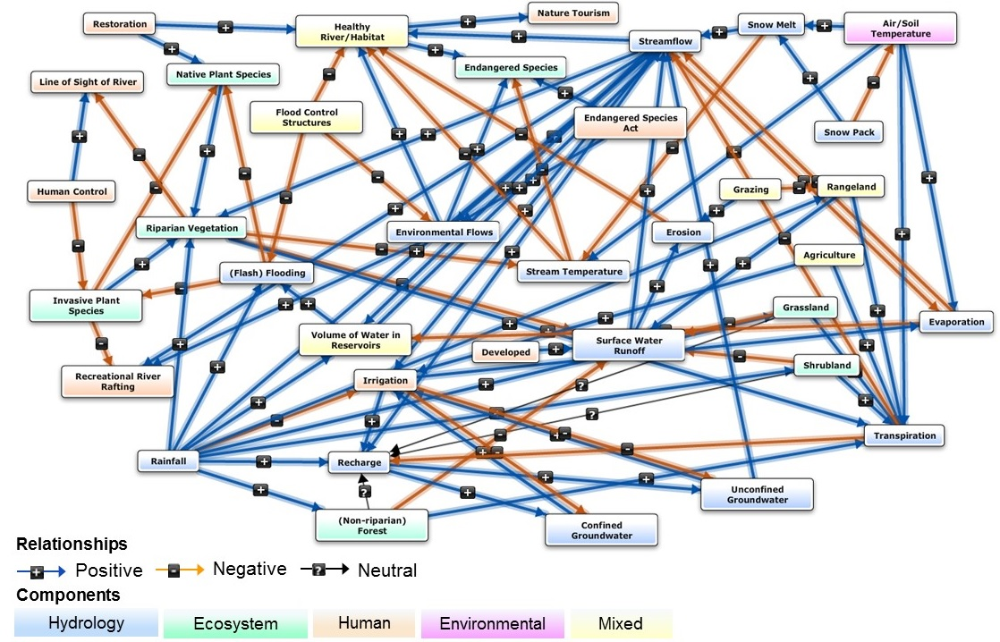 Restoration
Healthy
River/Habitat
Nature Tourism
Streamflow
Snow Melt
Air/Soil
Temperature
Line of Sight of River
Native Plant Species
Endangered Species
Flood Control
Structures
Endangered Species
Act
Snow Pack
Human Control
Grazing
Rangeland
Riparian Vegetation
Environmental Flows
Erosion
(Flash) Flooding
Stream Temperature
Agriculture
Invasive Plant
Species
Grassland
Evaporation
Volume of Water in
Reservoirs
Developed
Surface Water
Runoff
Shrubland
Recreational River
Rafting
Irrigation
Transpiration
Rainfall
Recharge
Unconfined
Groundwater
(Non-riparian)
Forest
Confined
Groundwater
Relationships
+ Positive - Negative ? Neutral
Components
Hydrology Ecosystem Human Environmental Mixed